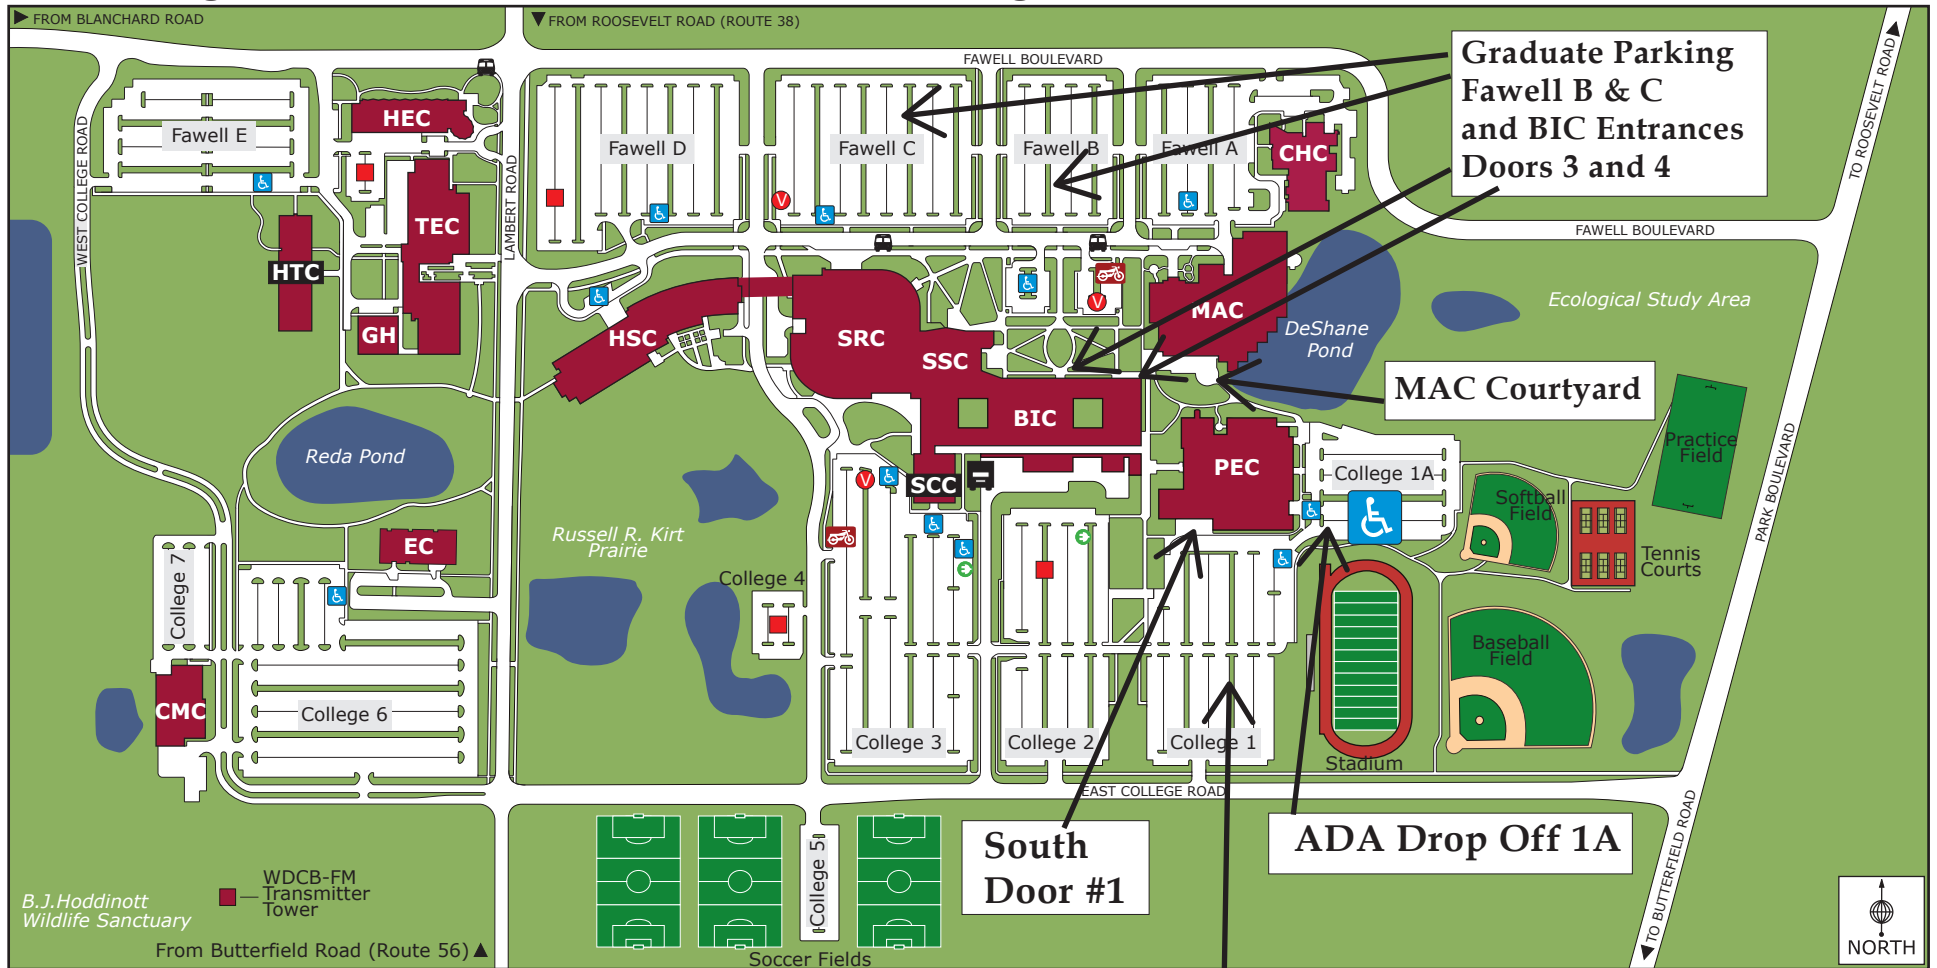 FROM BLANCHARD ROAD
FROM ROOSEVELT ROAD (ROUTE 38)
FAWELL BOULEVARD
Graduate Parking
Fawell B & C
and BIC Entrances
Doors 3 and 4
TO ROOSEVELT ROAD
WEST COLLEGE ROAD
LAMBERT ROAD
Fawell E
HEC
Fawell D
Fawell C
Fawell B
Fawell A
CHC
TEC
V
HTC
FAWELL BOULEVARD
GH
HSC
SRC
SSC
V
MAC
DeShane
Pond
Ecological Study Area
MAC Courtyard
BIC
Reda Pond
PEC
College 1A
Practice
Field
SCC
V
Softball
Field
Russell R. Kirt
Prairie
EC
College 7
College 4
Tennis
Courts
PARK BOULEVARD
Baseball
Field
CMC
College 6
College 3
College 2
College 1
Stadium
EAST COLLEGE ROAD
South
Door #1
ADA Drop Off 1A
TO BUTTERFIELD ROAD
College 5
WDCB-FM
Transmitter
Tower
B.J.Hoddinott
Wildlife Sanctuary
From Butterfield Road (Route 56)
Soccer Fields
NORTH